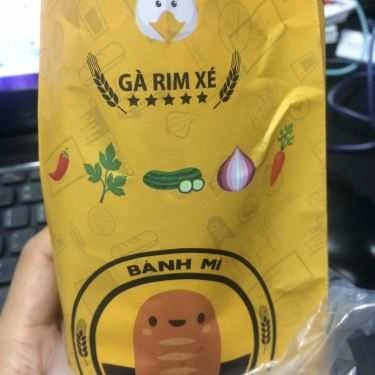 GÀ RIM XÉ
BÁNH MÌ